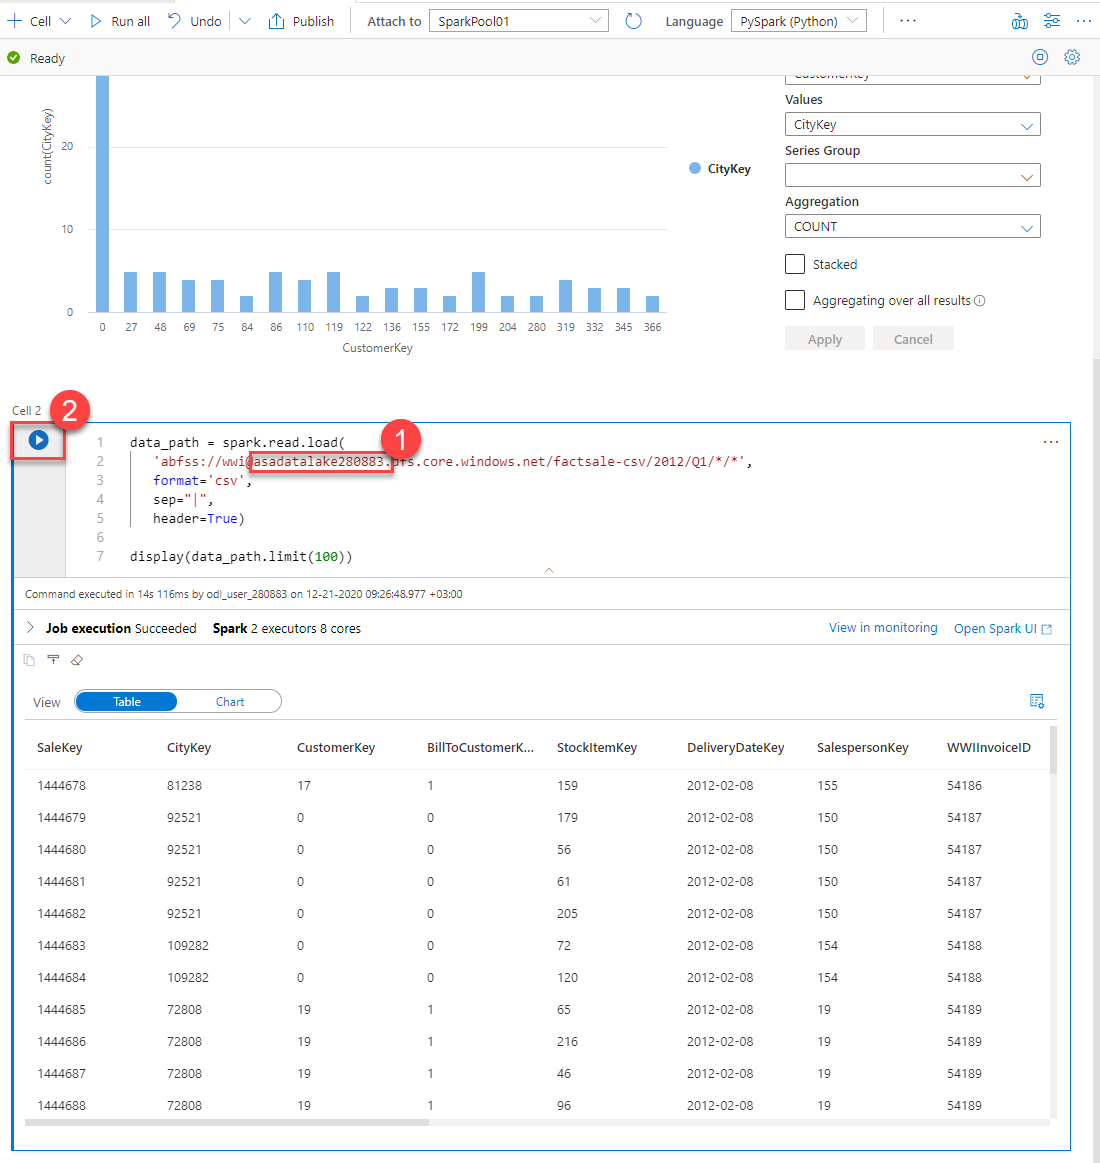 Cell Run all Undo Publish Attach to SparkPool01 Language PySpark (Python) ... ...
Ready
CustomerKey
Values
CityKey
Series Group
Aggregation
COUNT
Stacked
Aggregating over all results
Apply Cancel
count(CityKey)
20
10
0
0 27 48 69 75 84 86 110 119 122 136 155 172 199 204 280 319 332 345 366
CustomerKey
CityKey
Cell 2
2
1
...
1 data_path = spark.read.load(
2 'abfss://wwi@asadatalake280883.dfs.core.windows.net/factsale-csv/2012/Q1/*/*',
3 format='csv',
4 sep="|",
5 header=True)
6
7 display(data_path.limit(100))
Command executed in 14s 116ms by odl_user_280883 on 12-21-2020 09:26:48.977 +03:00
Job execution Succeeded Spark 2 executors 8 cores View in monitoring Open Spark UI
View Table Chart
SaleKey CityKey CustomerKey BillToCustomerK... StockItemKey DeliveryDateKey SalespersonKey WWIInvoiceID
1444678 81238 17 1 159 2012-02-08 155 54186
1444679 92521 0 0 179 2012-02-08 150 54187
1444680 92521 0 0 56 2012-02-08 150 54187
1444681 92521 0 0 61 2012-02-08 150 54187
1444682 92521 0 0 205 2012-02-08 150 54187
1444683 109282 0 0 72 2012-02-08 154 54188
1444684 109282 0 0 120 2012-02-08 154 54188
1444685 72808 19 1 65 2012-02-08 19 54189
1444686 72808 19 1 216 2012-02-08 19 54189
1444687 72808 19 1 46 2012-02-08 19 54189
1444688 72808 19 1 96 2012-02-08 19 54189